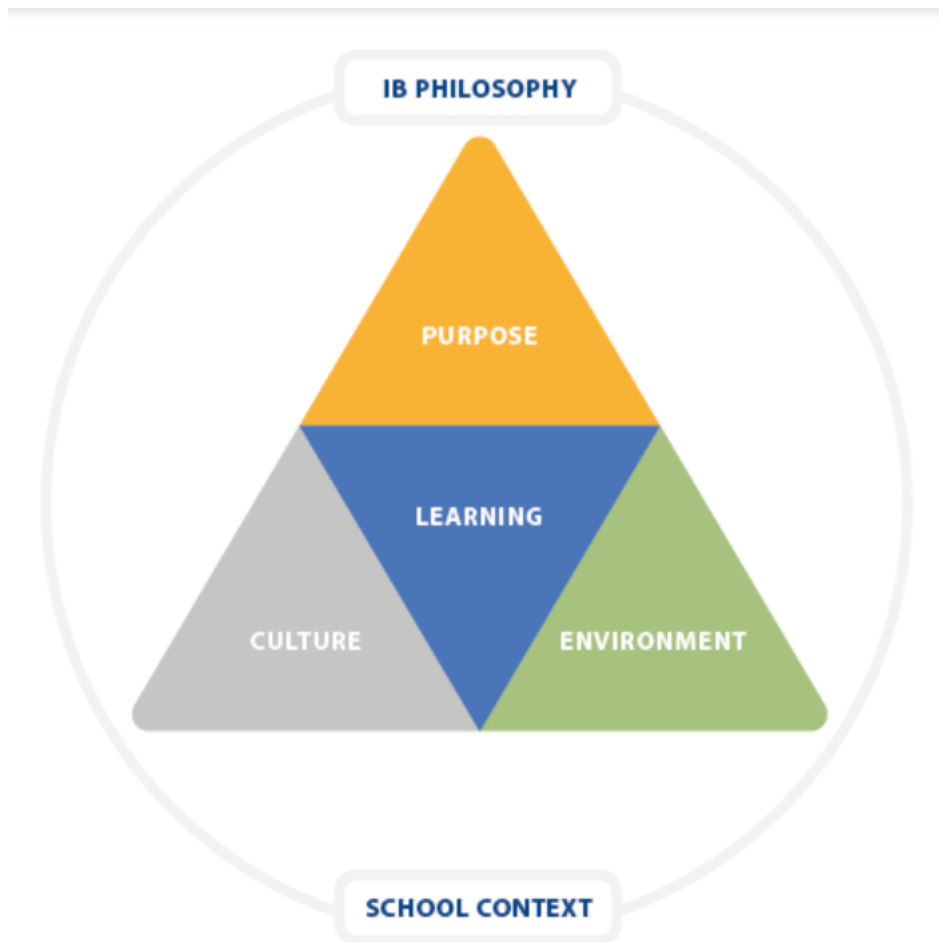 IB PHILOSOPHY
PURPOSE
LEARNING
CULTURE
ENVIRONMENT
SCHOOL CONTEXT